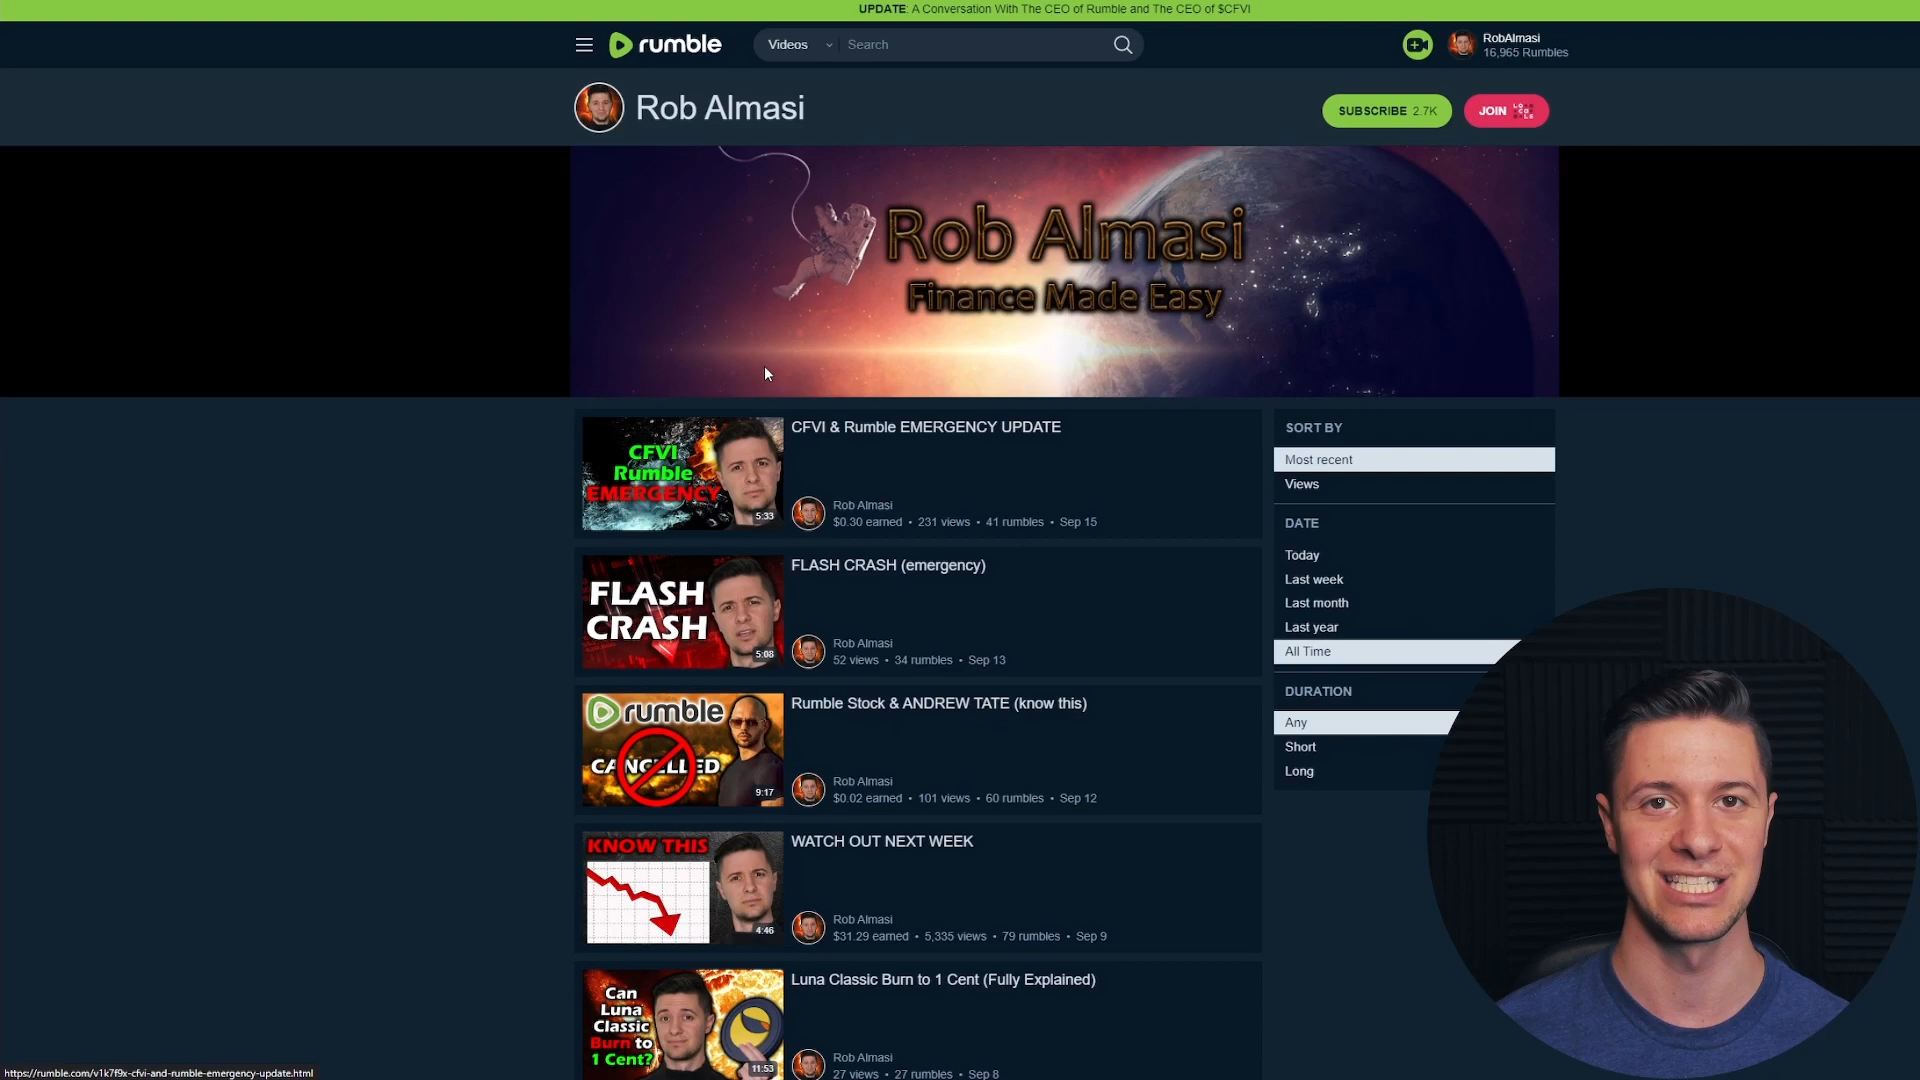 UPDATE: A Conversation With The CEO of Rumble and The CEO of $CFVI
rumble
Videos
Search
RobAlmasi
16,965 Rumbles
Rob Almasi
SUBSCRIBE 2.7K
JOIN LO CA LS
Rob Almasi
Finance Made Easy
CFVI
Rumble
EMERGENCY
5:33
CFVI & Rumble EMERGENCY UPDATE
Rob Almasi
$0.30 earned • 231 views • 41 rumbles • Sep 15
FLASH
CRASH
5:08
FLASH CRASH (emergency)
Rob Almasi
52 views • 34 rumbles • Sep 13
rumble
CANCELLED
9:17
Rumble Stock & ANDREW TATE (know this)
Rob Almasi
$0.02 earned • 101 views • 60 rumbles • Sep 12
KNOW THIS
4:46
WATCH OUT NEXT WEEK
Rob Almasi
$31.29 earned • 5,335 views • 79 rumbles • Sep 9
Can
Luna
Classic
Burn to
1 Cent?
11:53
Luna Classic Burn to 1 Cent (Fully Explained)
Rob Almasi
27 views • 27 rumbles • Sep 8
SORT BY
Most recent
Views
DATE
Today
Last week
Last month
Last year
All Time
DURATION
Any
Short
Long
https://rumble.com/v1k7f9x-cfvi-and-rumble-emergency-update.html